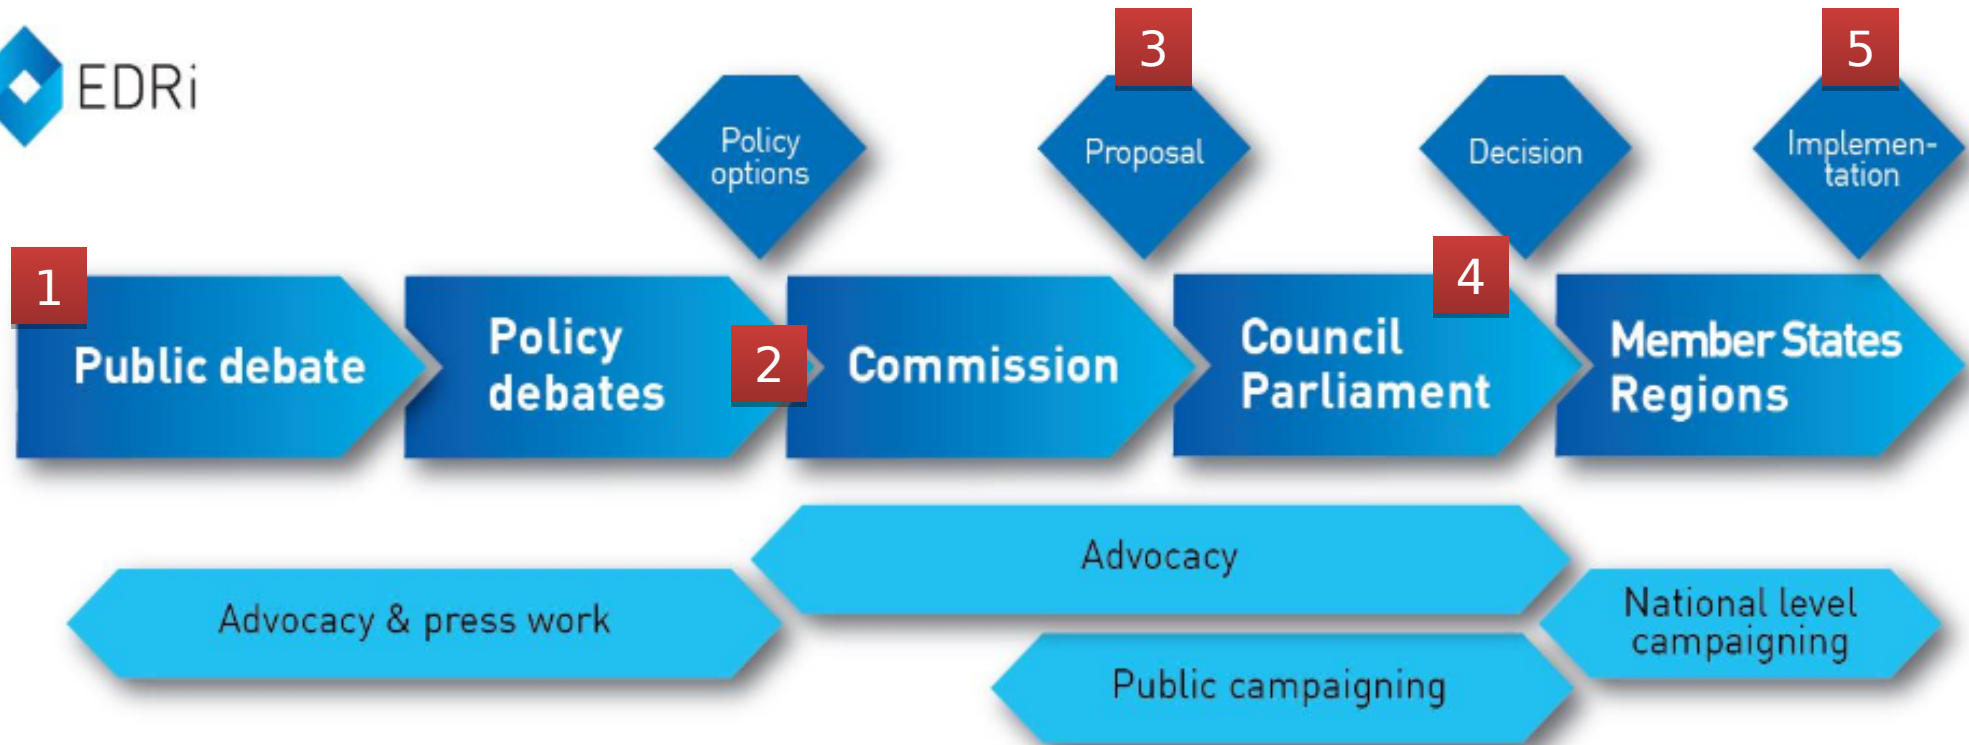 EDRi
3
5
Policy
options
Proposal
Decision
Implemen-
tation
1
Public debate
Policy
debates
2
Commission
Council
Parliament
4
Member States
Regions
Advocacy & press work
Advocacy
Public campaigning
National level
campaigning